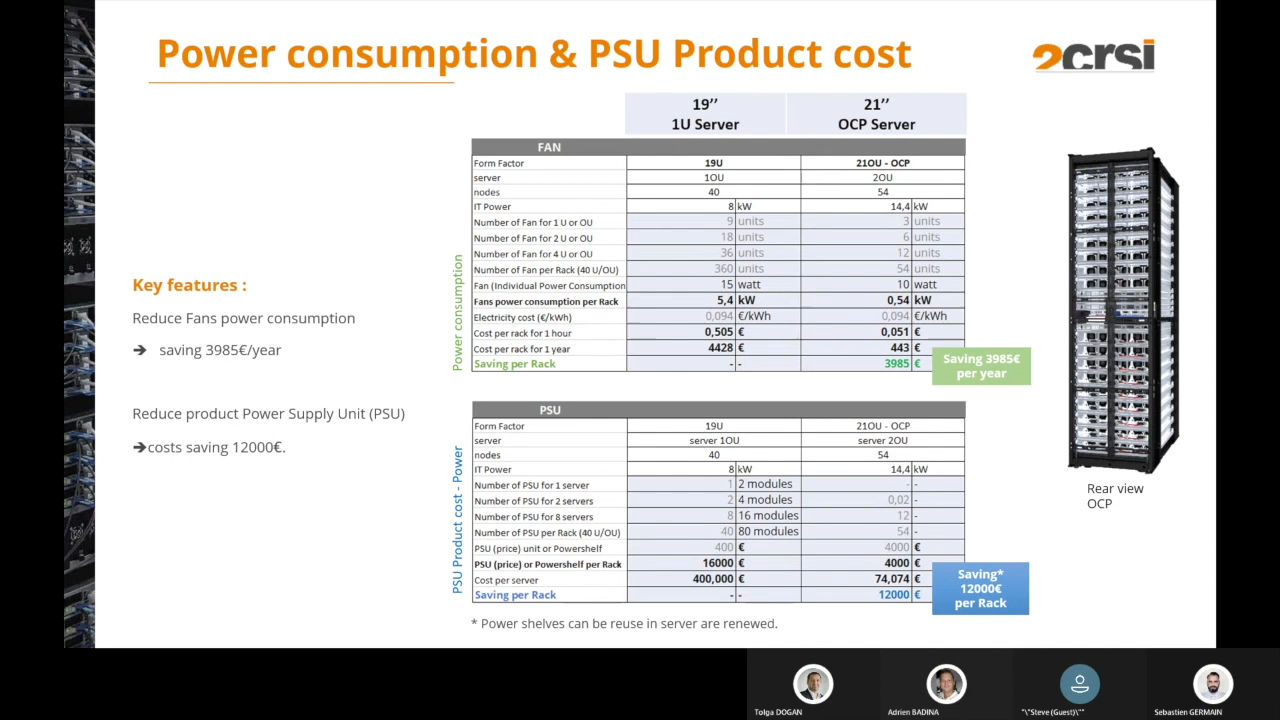 Power consumption & PSU Product cost
2crsi
19’’
1U Server
21’’
OCP Server
FAN
Form Factor 19U 21OU - OCP
server 1OU 2OU
nodes 40 54
IT Power 8 kW 14,4 kW
Number of Fan for 1 U or OU 9 units 3 units
Number of Fan for 2 U or OU 18 units 6 units
Number of Fan for 4 U or OU 36 units 12 units
Number of Fan per Rack (40 U/OU) 360 units 54 units
Fan (Individual Power Consumption 15 watt 10 watt
Fans power consumption per Rack 5,4 kW 0,54 kW
Electricity cost (€/kWh) 0,094 €/kWh 0,094 €/kWh
Cost per rack for 1 hour 0,505 € 0,051 €
Cost per rack for 1 year 4428 € 443 €
Saving per Rack - - 3985 €
Power consumption
Saving 3985€
per year
Key features :
Reduce Fans power consumption
➔ saving 3985€/year
Reduce product Power Supply Unit (PSU)
➔costs saving 12000€.
PSU
Form Factor 19U 21OU - OCP
server server 1OU server 2OU
nodes 40 54
IT Power 8 kW 14,4 kW
Number of PSU for 1 server 1 2 modules - -
Number of PSU for 2 servers 2 4 modules 0,02 -
Number of PSU for 8 servers 8 16 modules 12 -
Number of PSU per Rack (40 U/OU) 40 80 modules 54 -
PSU (price) unit or Powershelf 400 € 4000 €
PSU (price) or Powershelf per Rack 16000 € 4000 €
Cost per server 400,000 € 74,074 €
Saving per Rack - - 12000 €
PSU Product cost - Power
Saving*
12000€
per Rack
Rear view
OCP
* Power shelves can be reuse in server are renewed.
Tolga DOGAN
Adrien BADINA
"\"Steve (Guest)\""
Sebastien GERMAIN